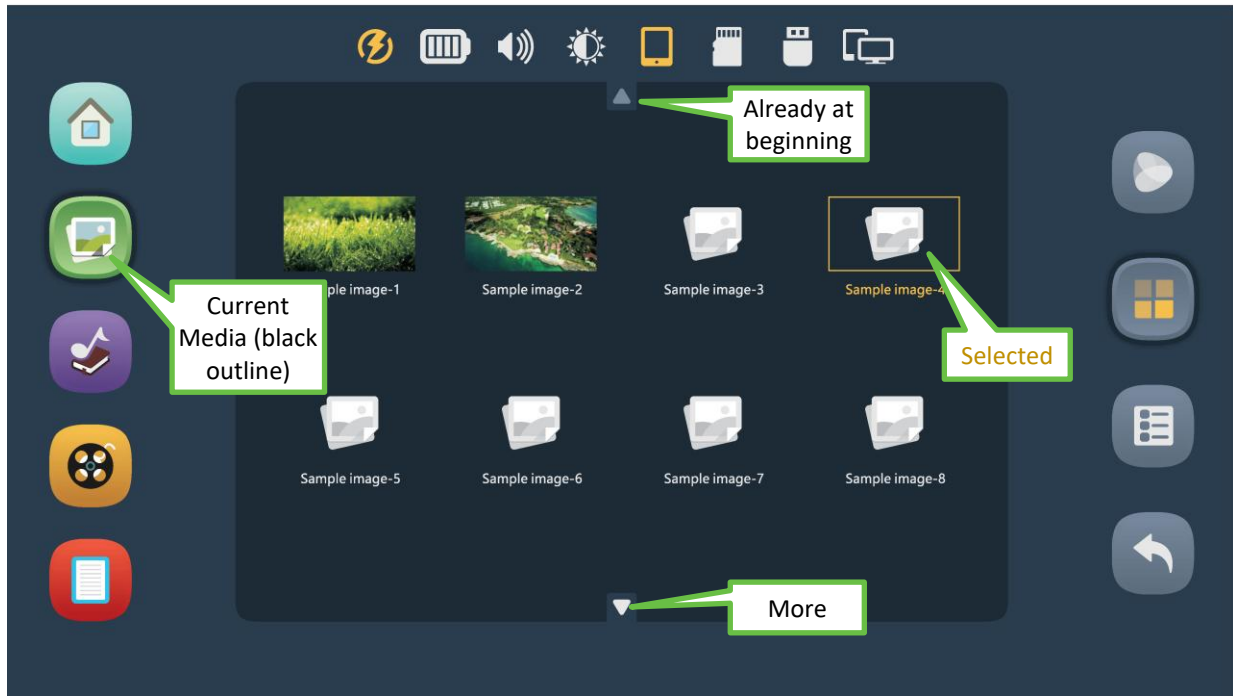 Already at
beginning
ple image-1
Sample image-2
Sample image-3
Sample image-4
Current
Media (black
outline)
Selected
Sample image-5
Sample image-6
Sample image-7
Sample image-8
More